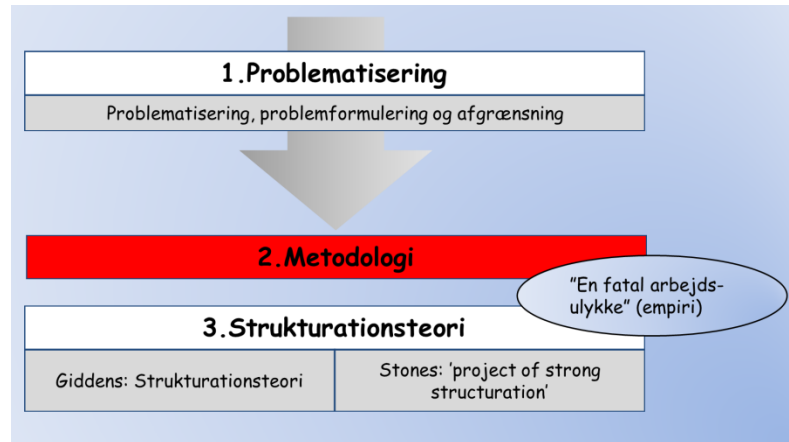 1.Problematisering
Problematisering, problemformulering og afgrænsning
2.Metodologi
”En fatal arbejds-
ulykke” (empiri)
3.Strukturationsteori
Giddens: Strukturationsteori
Stones: ’project of strong
structuration’